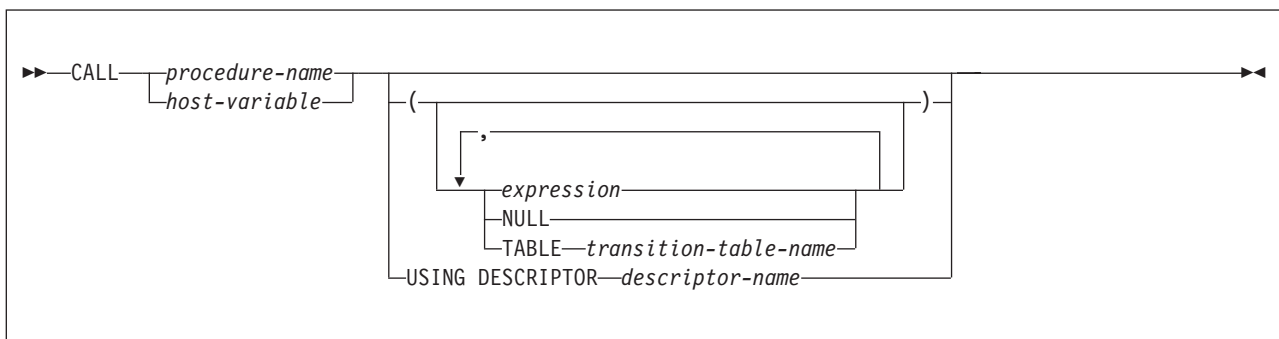 CALL procedure-name
host-variable
( )
,
expression
NULL
TABLE transition-table-name
USING DESCRIPTOR descriptor-name